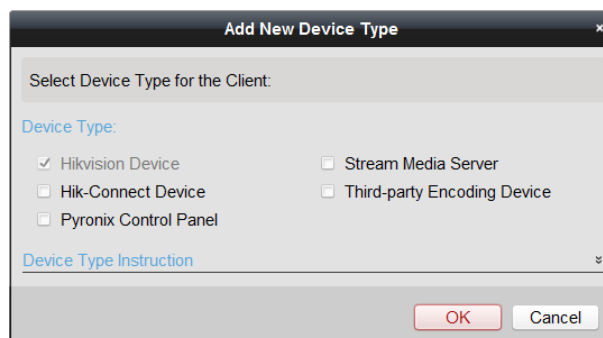 Add New Device Type
Select Device Type for the Client:
Device Type:
Hikvision Device
Stream Media Server
Hik-Connect Device
Third-party Encoding Device
Pyronix Control Panel
Device Type Instruction
OK
Cancel